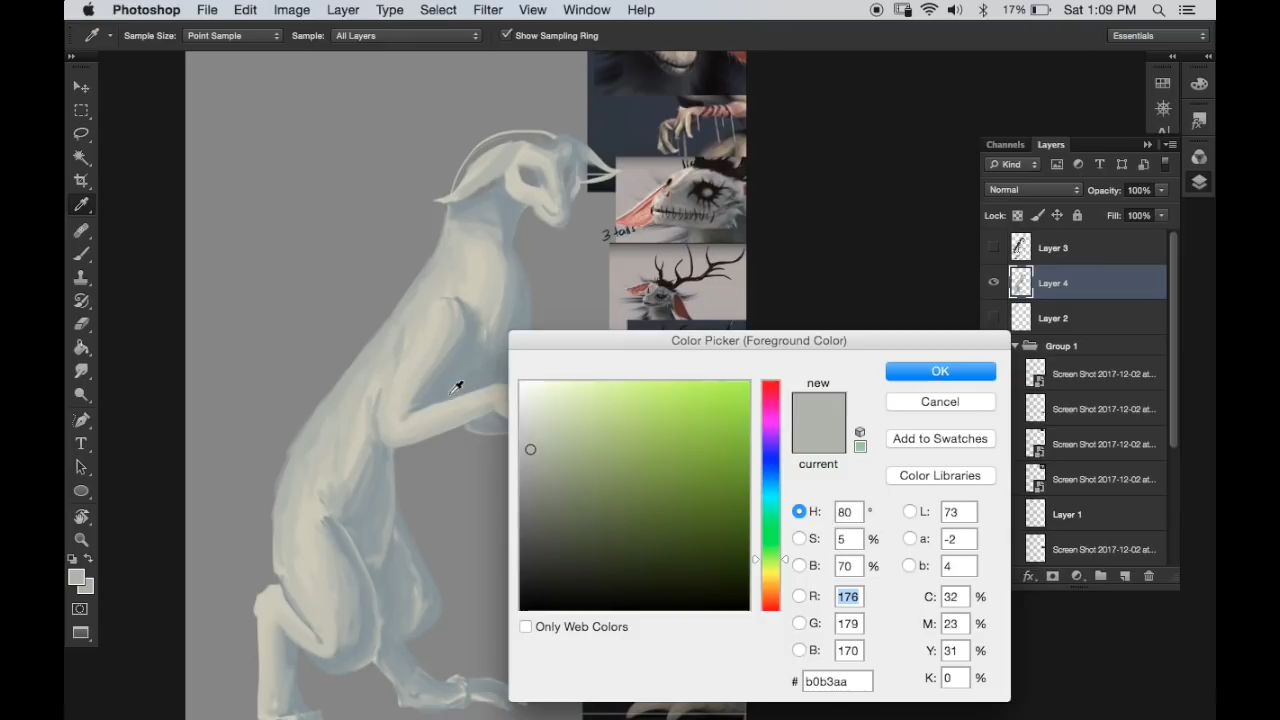 Photoshop File Edit Image Layer Type Select Filter View Window Help 17% Sat 1:09 PM
Sample Size: Point Sample Sample: All Layers Show Sampling Ring Essentials
3 tails
Channels Layers
Kind
Normal Opacity: 100%
Lock: Fill: 100%
Layer 3
Layer 4
Layer 2
Group 1
Screen Shot 2017-12-02 at...
Screen Shot 2017-12-02 at...
Screen Shot 2017-12-02 at...
Screen Shot 2017-12-02 at...
Layer 1
Screen Shot 2017-12-02 at...
fx
Color Picker (Foreground Color)
new
current
OK
Cancel
Add to Swatches
Color Libraries
H: 80 ° L: 73
S: 5 % a: -2
B: 70 % b: 4
R: 176 C: 32 %
G: 179 M: 23 %
B: 170 Y: 31 %
# b0b3aa K: 0 %
Only Web Colors